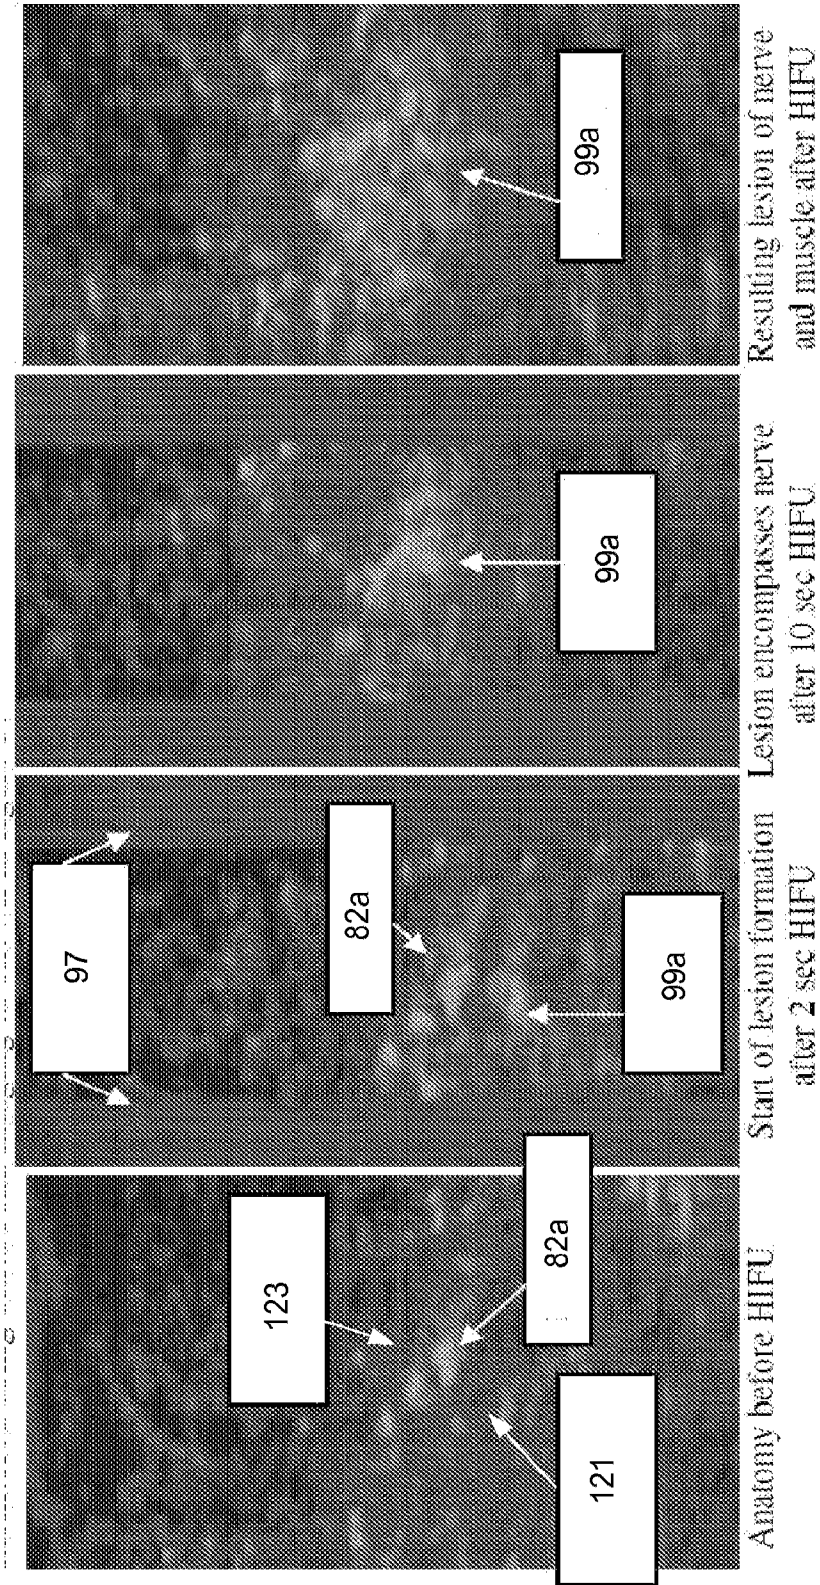 123
82a
121
Anatomy before HIFU
97
82a
99a
Start of lesion formation
after 2 sec HIFU
99a
Lesion encompasses nerve
after 10 sec HIFU
99a
Resulting lesion of nerve
and muscle after HIFU